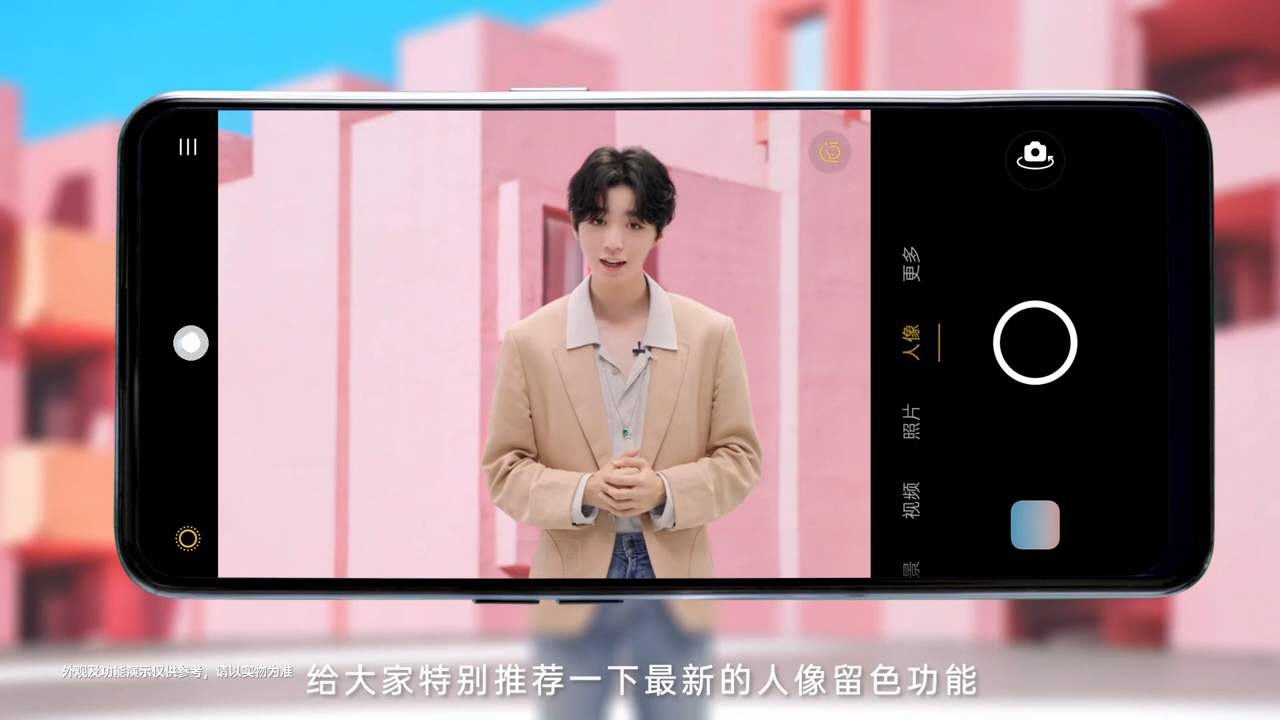 更多
人像
照片
视频
景
外观及功能演示仅供参考，请以实物为准
给大家特别推荐一下最新的人像留色功能